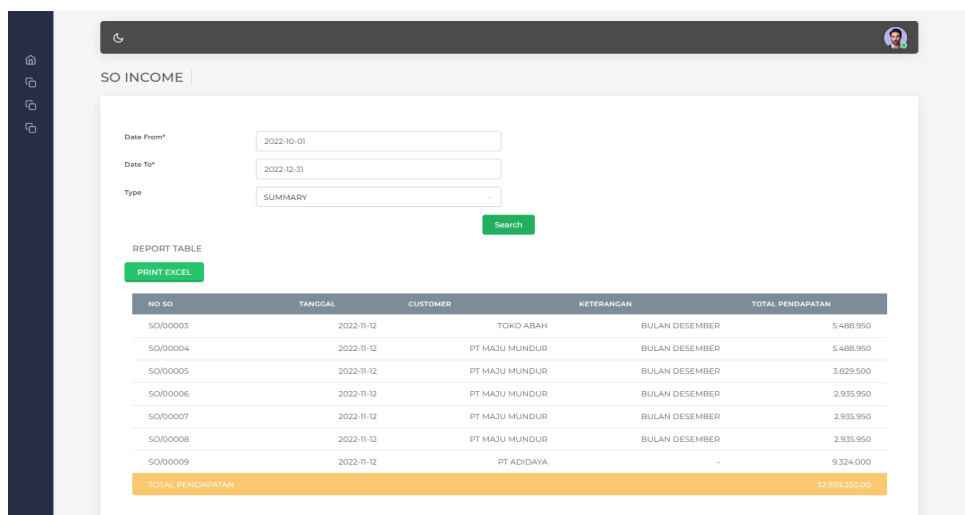 SO INCOME
Date From*
2022-10-01
Date To*
2022-12-31
Type
SUMMARY
Search
REPORT TABLE
PRINT EXCEL
NO SO TANGGAL CUSTOMER KETERANGAN TOTAL PENDAPATAN
SO/00003 2022-11-12 TOKO ABAH BULAN DESEMBER 5.488.950
SO/00004 2022-11-12 PT MAJU MUNDUR BULAN DESEMBER 5.488.950
SO/00005 2022-11-12 PT MAJU MUNDUR BULAN DESEMBER 3.829.500
SO/00006 2022-11-12 PT MAJU MUNDUR BULAN DESEMBER 2.935.950
SO/00007 2022-11-12 PT MAJU MUNDUR BULAN DESEMBER 2.935.950
SO/00008 2022-11-12 PT MAJU MUNDUR BULAN DESEMBER 2.935.950
SO/00009 2022-11-12 PT ADIDAYA - 9.324.000
TOTAL PENDAPATAN 32.939.250.00